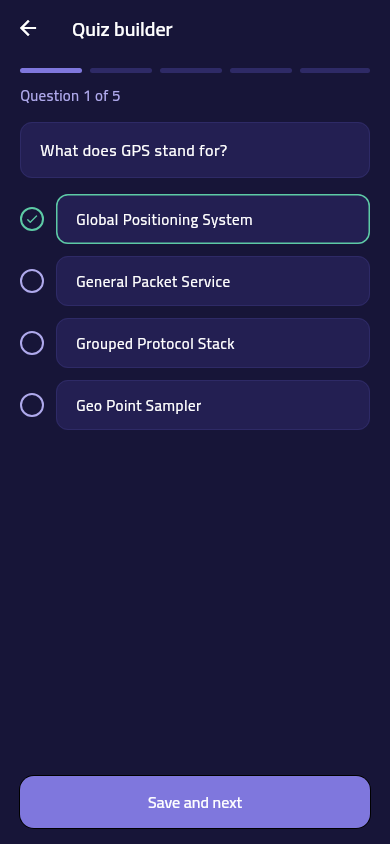 Quiz builder
Question 1 of 5
What does GPS stand for?
Global Positioning System
General Packet Service
Grouped Protocol Stack
Geo Point Sampler
Save and next